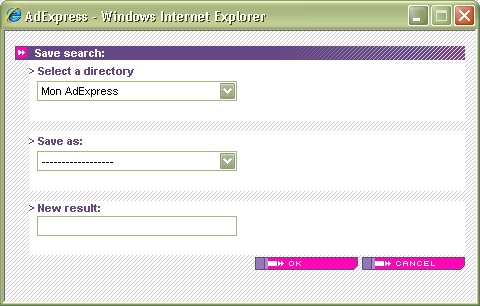 AdExpress - Windows Internet Explorer
Save search:
> Select a directory
Mon AdExpress
> Save as:
------------------
> New result:
OK CANCEL